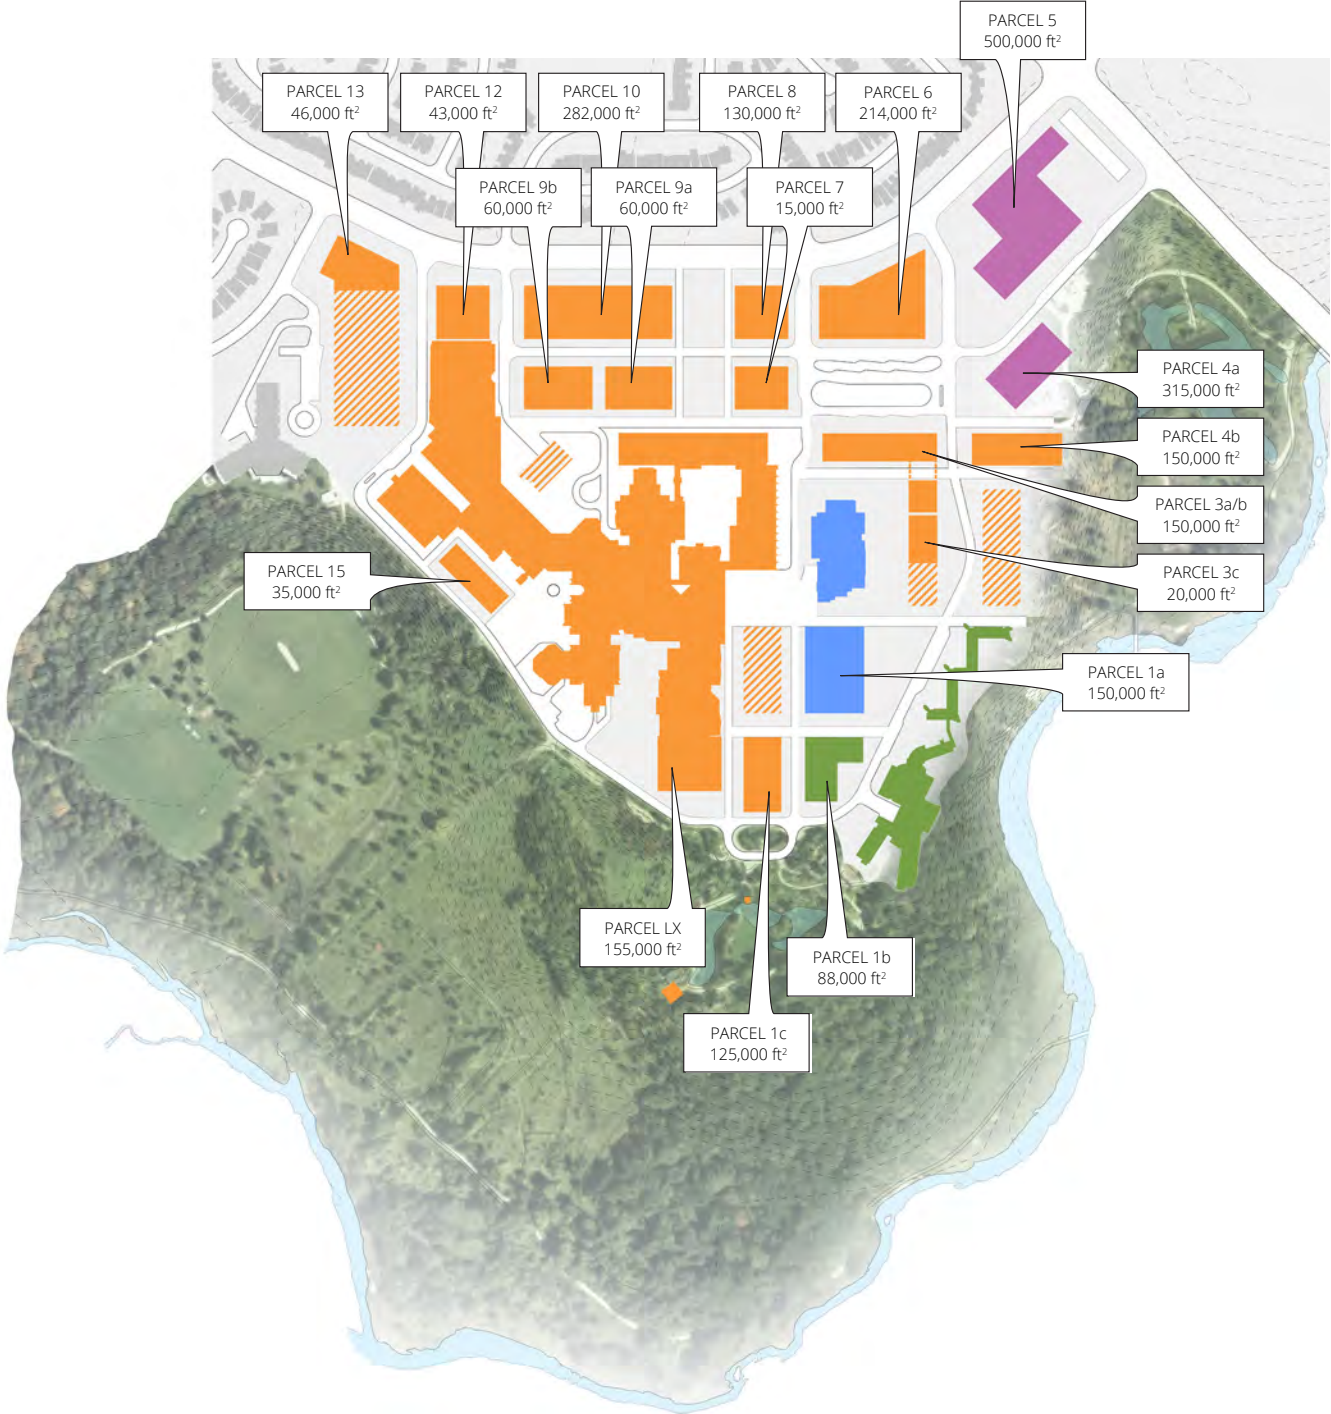 PARCEL 5
500,000 ft²
PARCEL 13
46,000 ft²
PARCEL 12
43,000 ft²
PARCEL 10
282,000 ft²
PARCEL 8
130,000 ft²
PARCEL 6
214,000 ft²
PARCEL 9b
60,000 ft²
PARCEL 9a
60,000 ft²
PARCEL 7
15,000 ft²
PARCEL 4a
315,000 ft²
PARCEL 4b
150,000 ft²
PARCEL 3a/b
150,000 ft²
PARCEL 3c
20,000 ft²
PARCEL 15
35,000 ft²
PARCEL 1a
150,000 ft²
PARCEL LX
155,000 ft²
PARCEL 1b
88,000 ft²
PARCEL 1c
125,000 ft²